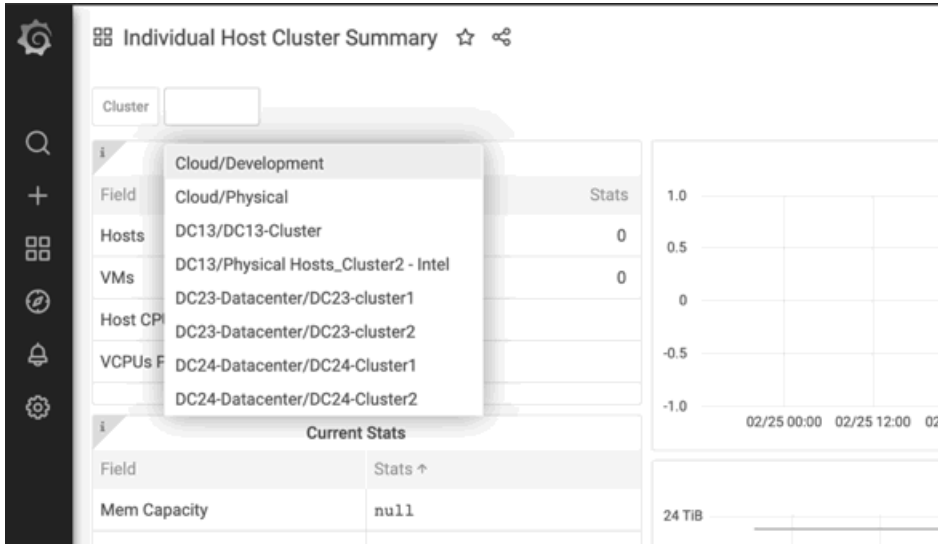 Individual Host Cluster Summary
Cluster
i
Cloud/Development
Field
Cloud/Physical
Stats
Hosts
DC13/DC13-Cluster
0
DC13/Physical Hosts_Cluster2 - Intel
VMs
0
DC23-Datacenter/DC23-cluster1
Host CP
DC23-Datacenter/DC23-cluster2
VCPUs
DC24-Datacenter/DC24-Cluster1
DC24-Datacenter/DC24-Cluster2
1.0
0.5
0
-0.5
-1.0
02/25 00:00 02/25 12:00 02
i
Current Stats
Field Stats ↑
Mem Capacity null
24 TiB